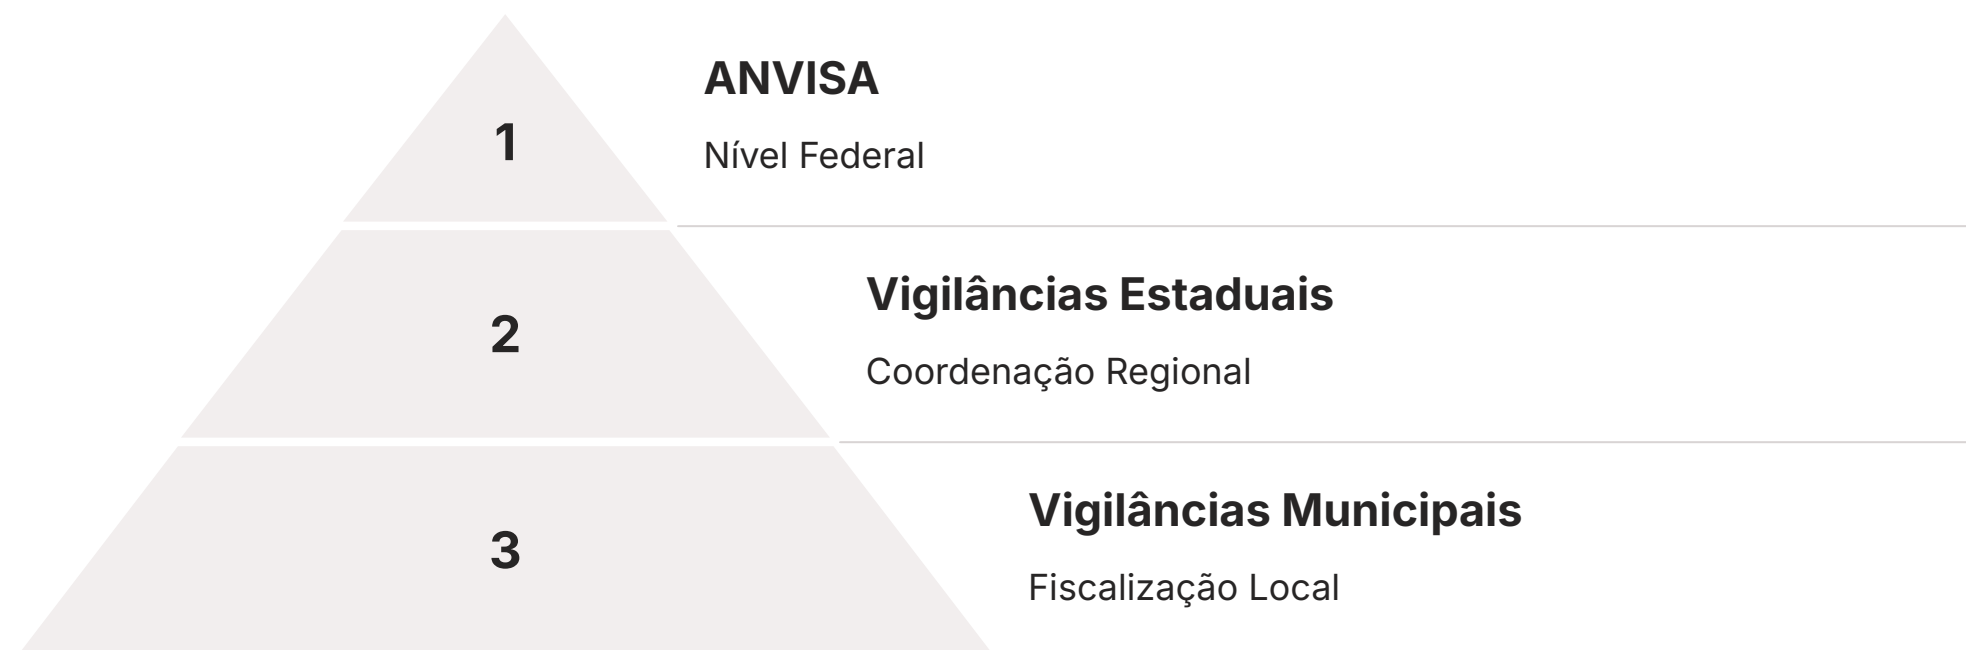 1
ANVISA
Nível Federal
2
Vigilâncias Estaduais
Coordenação Regional
3
Vigilâncias Municipais
Fiscalização Local